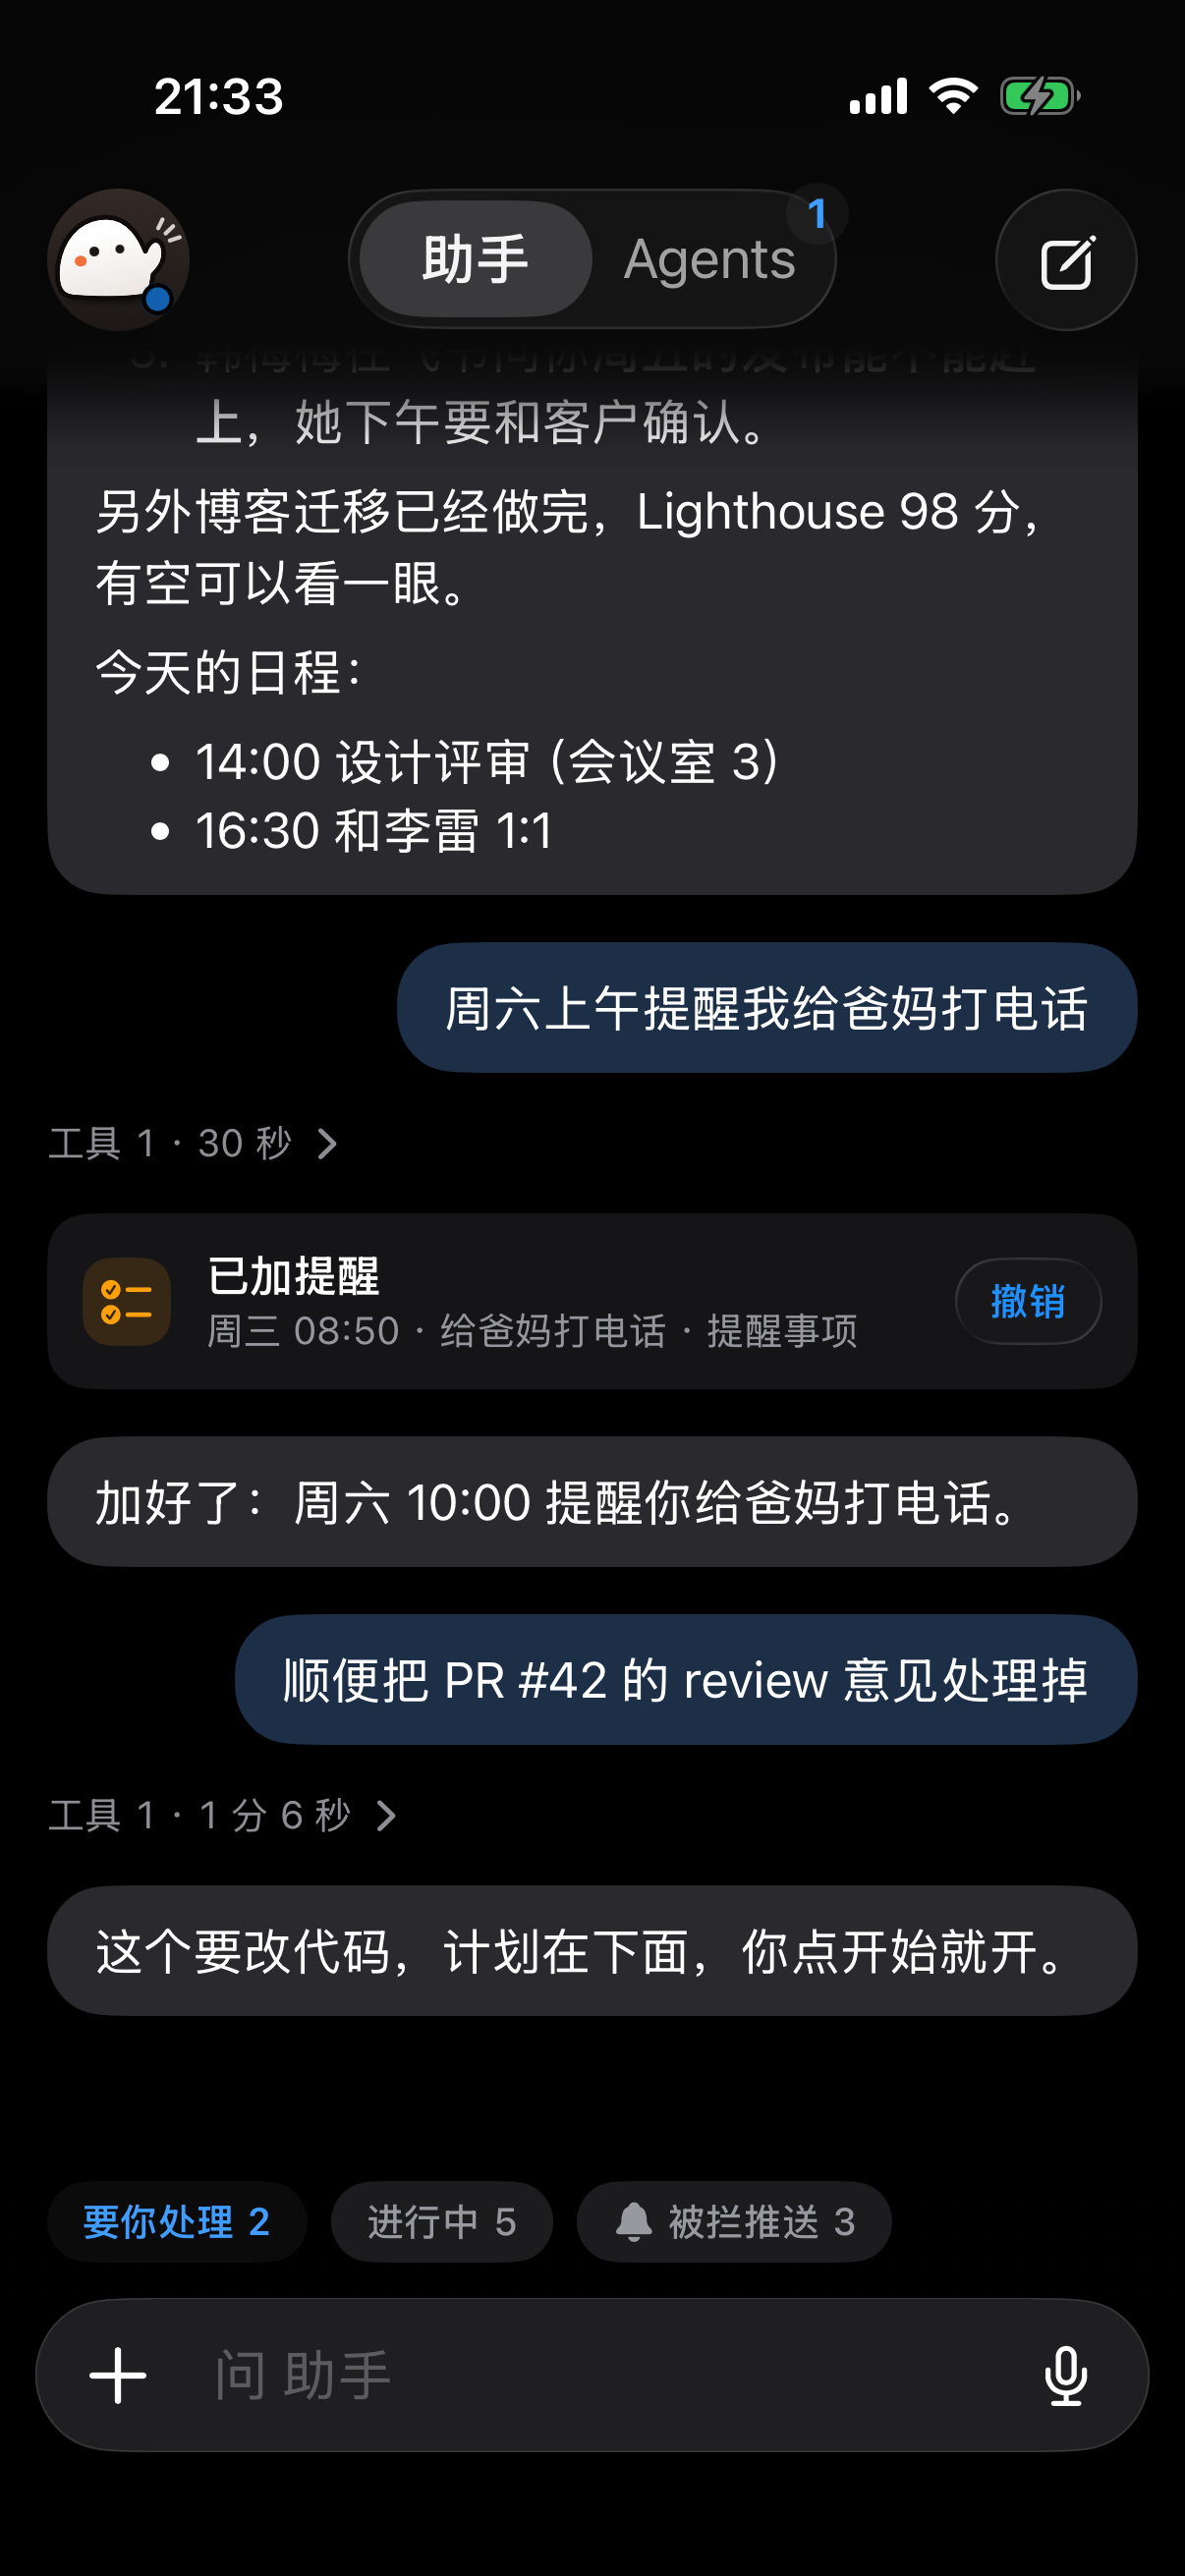 21:33
助手
Agents
1
上，她下午要和客户确认。
另外博客迁移已经做完，Lighthouse 98 分，
有空可以看一眼。
今天的日程：
• 14:00 设计评审（会议室 3）
• 16:30 和李雷 1:1
周六上午提醒我给爸妈打电话
工具 1 · 30 秒
已加提醒
周三 08:50 · 给爸妈打电话 · 提醒事项
撤销
加好了：周六 10:00 提醒你给爸妈打电话。
顺便把 PR #42 的 review 意见处理掉
工具 1 · 1 分 6 秒
这个要改代码，计划在下面，你点开始就开。
要你处理 2
进行中 5
被拦推送 3
问 助手